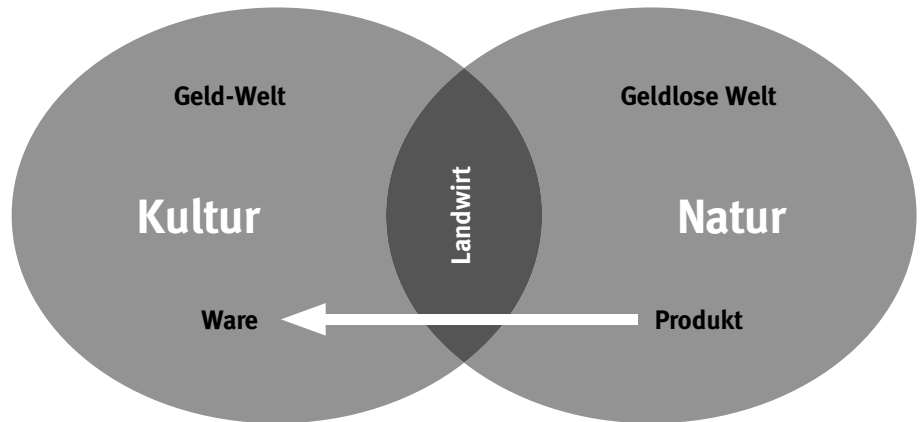 Geld-Welt
Geldlose Welt
Kultur
Landwirt
Natur
Ware
Produkt